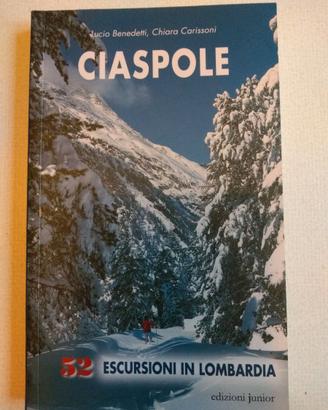 Lucio Benedetti, Chiara Carissoni
CIASPOLE
52 ESCURSIONI IN LOMBARDIA
edizioni junior